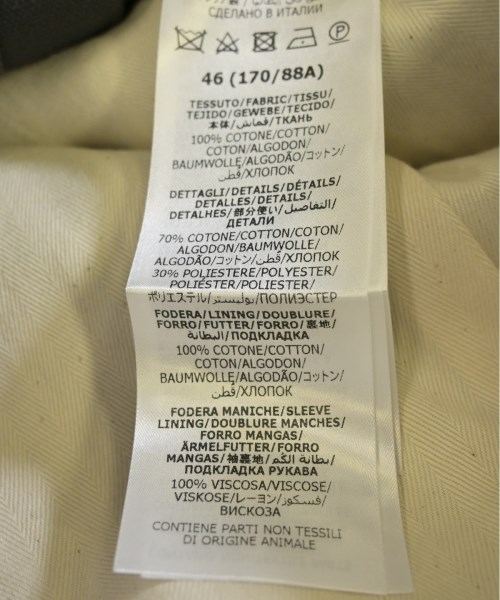 СДЕЛАНО В ИТАЛИИ
P
46 (170/88A)
TESSUTO/FABRIC/TISSU/
TEJIDO/GEWEBE/TECIDO/
本体/قماش/ТКАНЬ
100% COTONE/COTTON/
COTON/ALGODON/
BAUMWOLLE/ALGODÃO/コットン/
قطن/ХЛОПОК
DETTAGLI/DETAILS/DÉTAILS/
DETALLES/DETAILS/
DETALHES/部分使い/التفاصيل/
ДЕТАЛИ
70% COTONE/COTTON/COTON/
ALGODON/BAUMWOLLE/
ALGODÃO/コットン/قطن/ХЛОПОК
30% POLIESTERE/POLYESTER/
POLIÉSTER/POLIESTER/
ポリエステル/بوليستر/ПОЛИЭСТЕР
FODERA/LINING/DOUBLURE/
FORRO/FUTTER/FORRO/裏地/
البطانة/ПОДКЛАДКА
100% COTONE/COTTON/
COTON/ALGODON/
BAUMWOLLE/ALGODÃO/コットン/
قطن/ХЛОПОК
FODERA MANICHE/SLEEVE
LINING/DOUBLURE MANCHES/
FORRO MANGAS/
ÄRMELFUTTER/FORRO
MANGAS/袖裏地/بطانة الكم/
ПОДКЛАДКА РУКАВА
100% VISCOSA/VISCOSE/
VISKOSE/レーヨン/فسكوز/
ВИСКОЗА
CONTIENE PARTI NON TESSILI
DI ORIGINE ANIMALE